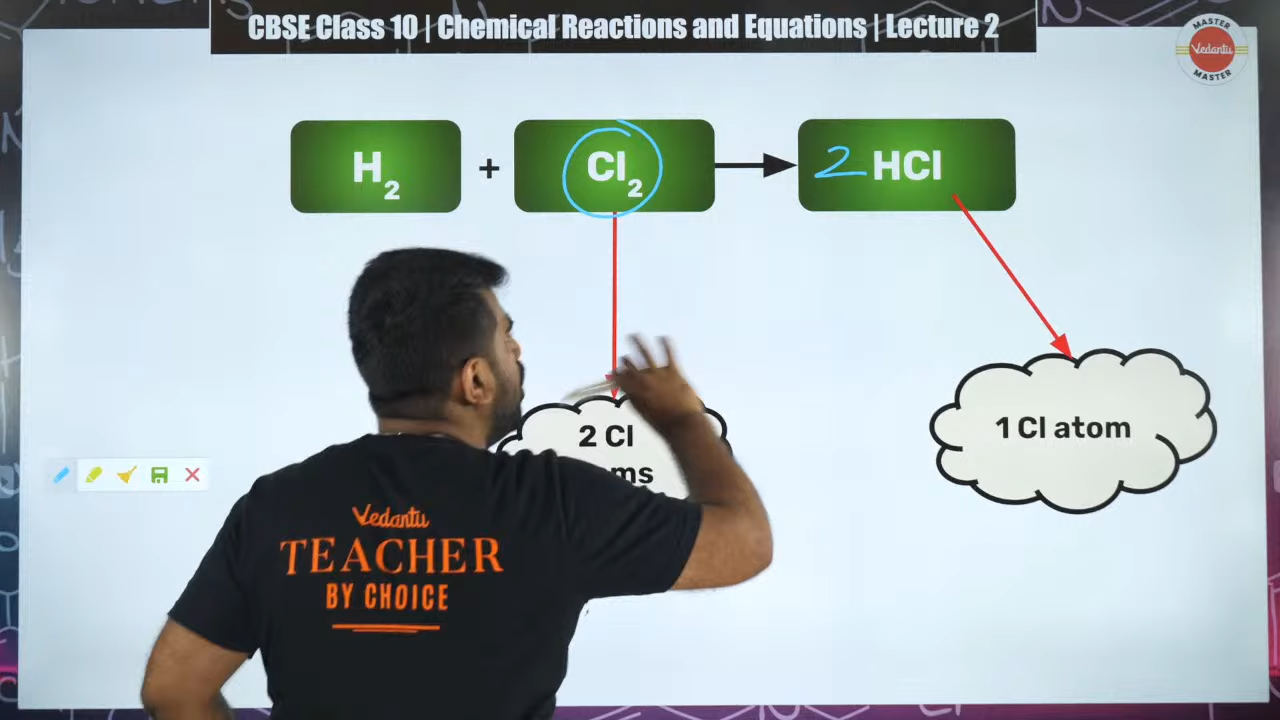 CBSE Class 10 | Chemical Reactions and Equations | Lecture 2
MASTER
Vedantu
MASTER
H₂ + Cl₂ → 2 HCl
2 Cl
1 Cl atom
Vedantu
TEACHER
BY CHOICE